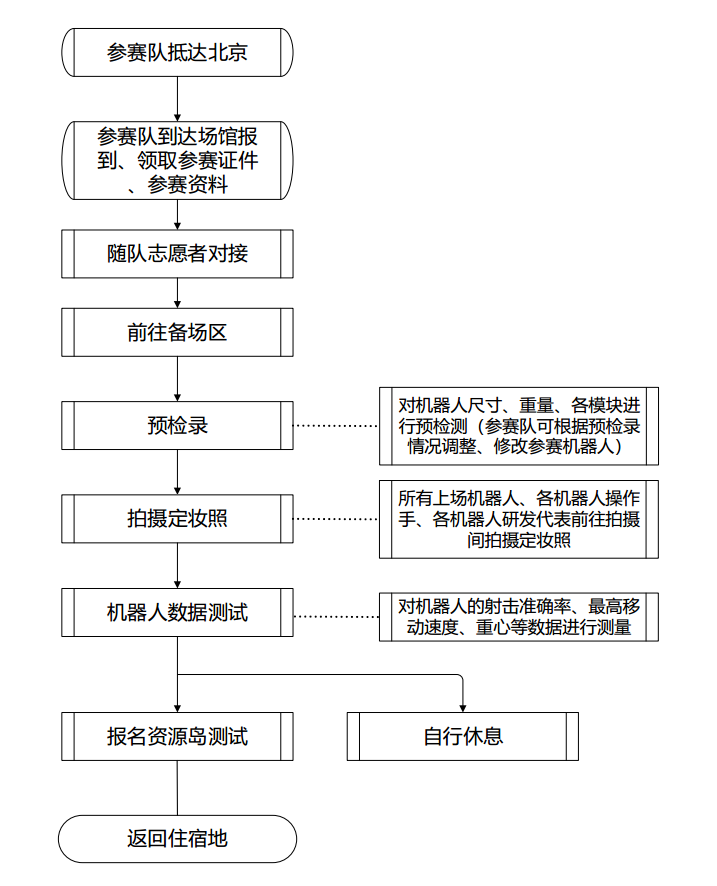 参赛队抵达北京
参赛队到达场馆报
到、领取参赛证件
、参赛资料
随队志愿者对接
前往备场区
预检录
对机器人尺寸、重量、各模块进
行预检测（参赛队可根据预检录
情况调整、修改参赛机器人）
拍摄定妆照
所有上场机器人、各机器人操作
手、各机器人研发代表前往拍摄
间拍摄定妆照
机器人数据测试
对机器人的射击准确率、最高移
动速度、重心等数据进行测量
报名资源岛测试
自行休息
返回住宿地